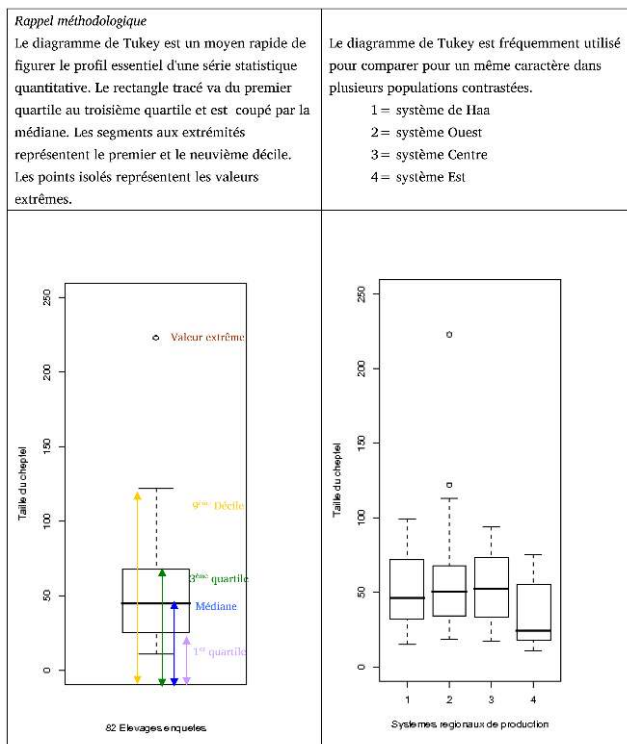 Rappel méthodologique
Le diagramme de Tukey est un moyen rapide de
figurer le profil essentiel d'une série statistique
quantitative. Le rectangle tracé va du premier
quartile au troisième quartile et est coupé par la
médiane. Les segments aux extrémités
représentent le premier et le neuvième décile.
Les points isolés représentent les valeurs
extrêmes.
Le diagramme de Tukey est fréquemment utilisé
pour comparer pour un même caractère dans
plusieurs populations contrastées.
1 = système de Haa
2 = système Ouest
3 = système Centre
4 = système Est
Taille du cheptel
250
200
150
100
50
0
Valeur extrême
9ème Décile
3ème quartile
Médiane
1er quartile
82 Elevages enquetes
Taille du cheptel
250
200
150
100
50
0
1 2 3 4
Systemes regionaux de production